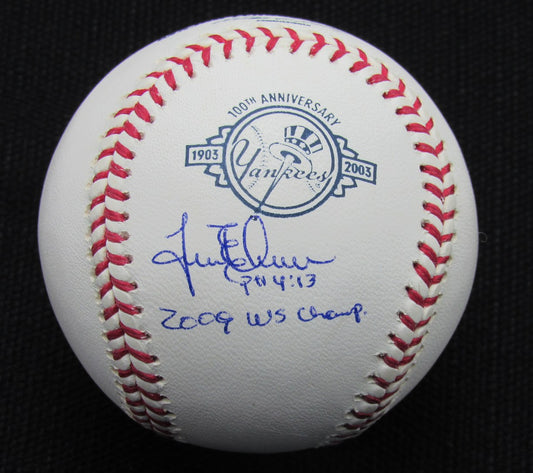 100TH ANNIVERSARY
1903 Yankees 2003
PH 4:13
2009 WS Champ.